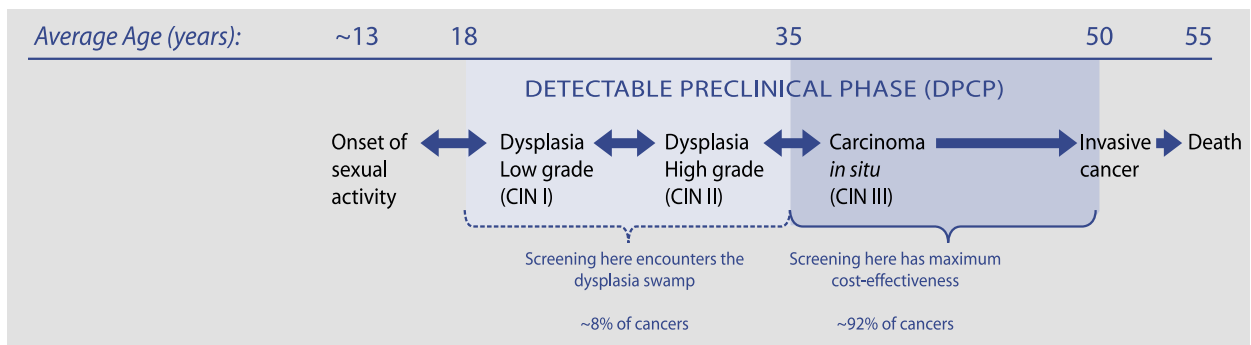 Average Age (years): ~13 18 35 50 55
DETECTABLE PRECLINICAL PHASE (DPCP)
Onset of
sexual
activity
Dysplasia
Low grade
(CIN I)
Dysplasia
High grade
(CIN II)
Carcinoma
in situ
(CIN III)
Invasive
cancer
Death
Screening here encounters the
dysplasia swamp
~8% of cancers
Screening here has maximum
cost-effectiveness
~92% of cancers